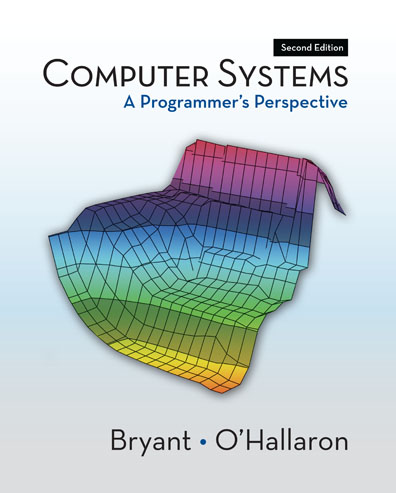 Second Edition
COMPUTER SYSTEMS
A Programmer's Perspective
Bryant • O'Hallaron